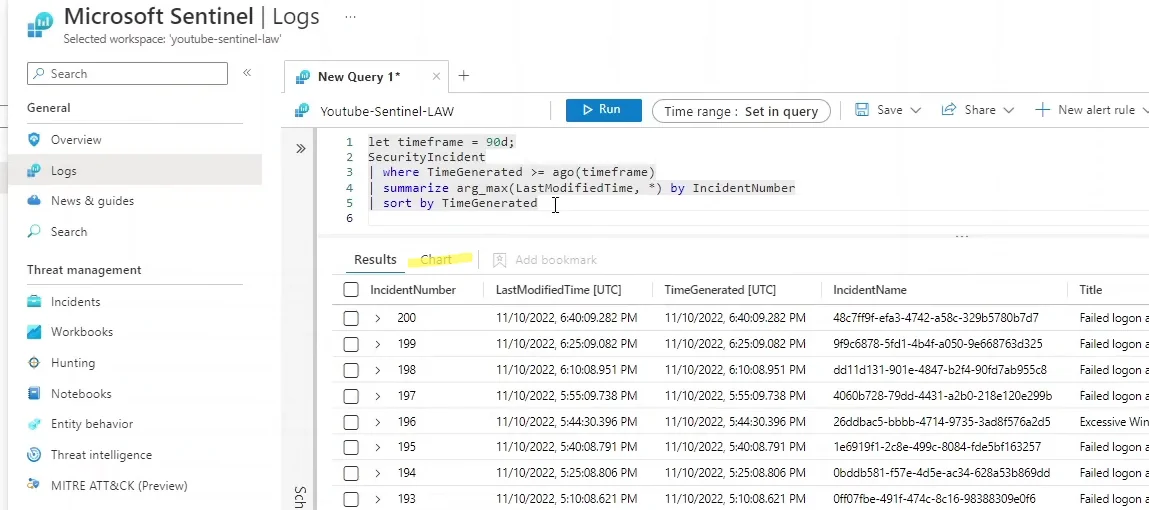 Microsoft Sentinel | Logs ...
Selected workspace: 'youtube-sentinel-law'
Search
«
General
Overview
Logs
News & guides
Search
Threat management
Incidents
Workbooks
Hunting
Notebooks
Entity behavior
Threat intelligence
MITRE ATT&CK (Preview)
New Query 1* × +
Youtube-Sentinel-LAW Run Time range : Set in query Save Share New alert rule
»
1 let timeframe = 90d;
2 SecurityIncident
3 | where TimeGenerated >= ago(timeframe)
4 | summarize arg_max(LastModifiedTime, *) by IncidentNumber
5 | sort by TimeGenerated
6
...
Results Chart Add bookmark
IncidentNumber LastModifiedTime [UTC] TimeGenerated [UTC] IncidentName Title
200 11/10/2022, 6:40:09.282 PM 11/10/2022, 6:40:09.282 PM 48c7ff9f-efa3-4742-a58c-329b5780b7d7 Failed logon a
199 11/10/2022, 6:25:09.082 PM 11/10/2022, 6:25:09.082 PM 9f9c6878-5fd1-4b4f-a050-9e668763d325 Failed logon a
198 11/10/2022, 6:10:08.951 PM 11/10/2022, 6:10:08.951 PM dd11d131-901e-4847-b2f4-90fd7ab955c8 Failed logon a
197 11/10/2022, 5:55:09.738 PM 11/10/2022, 5:55:09.738 PM 4060b728-79dd-4431-a2b0-218e120e299b Failed logon a
196 11/10/2022, 5:44:30.396 PM 11/10/2022, 5:44:30.396 PM 26ddbac5-bbbb-4714-9735-3ad8f576a2d5 Excessive Win
195 11/10/2022, 5:40:08.791 PM 11/10/2022, 5:40:08.791 PM 1e6919f1-2c8e-499c-8084-fde5bf163257 Failed logon a
194 11/10/2022, 5:25:08.806 PM 11/10/2022, 5:25:08.806 PM 0bddb581-f57e-4d5e-ac34-628a53b869dd Failed logon a
193 11/10/2022, 5:10:08.621 PM 11/10/2022, 5:10:08.621 PM 0ff07fbe-491f-474c-8c16-98388309e0f6 Failed logon a
Sch